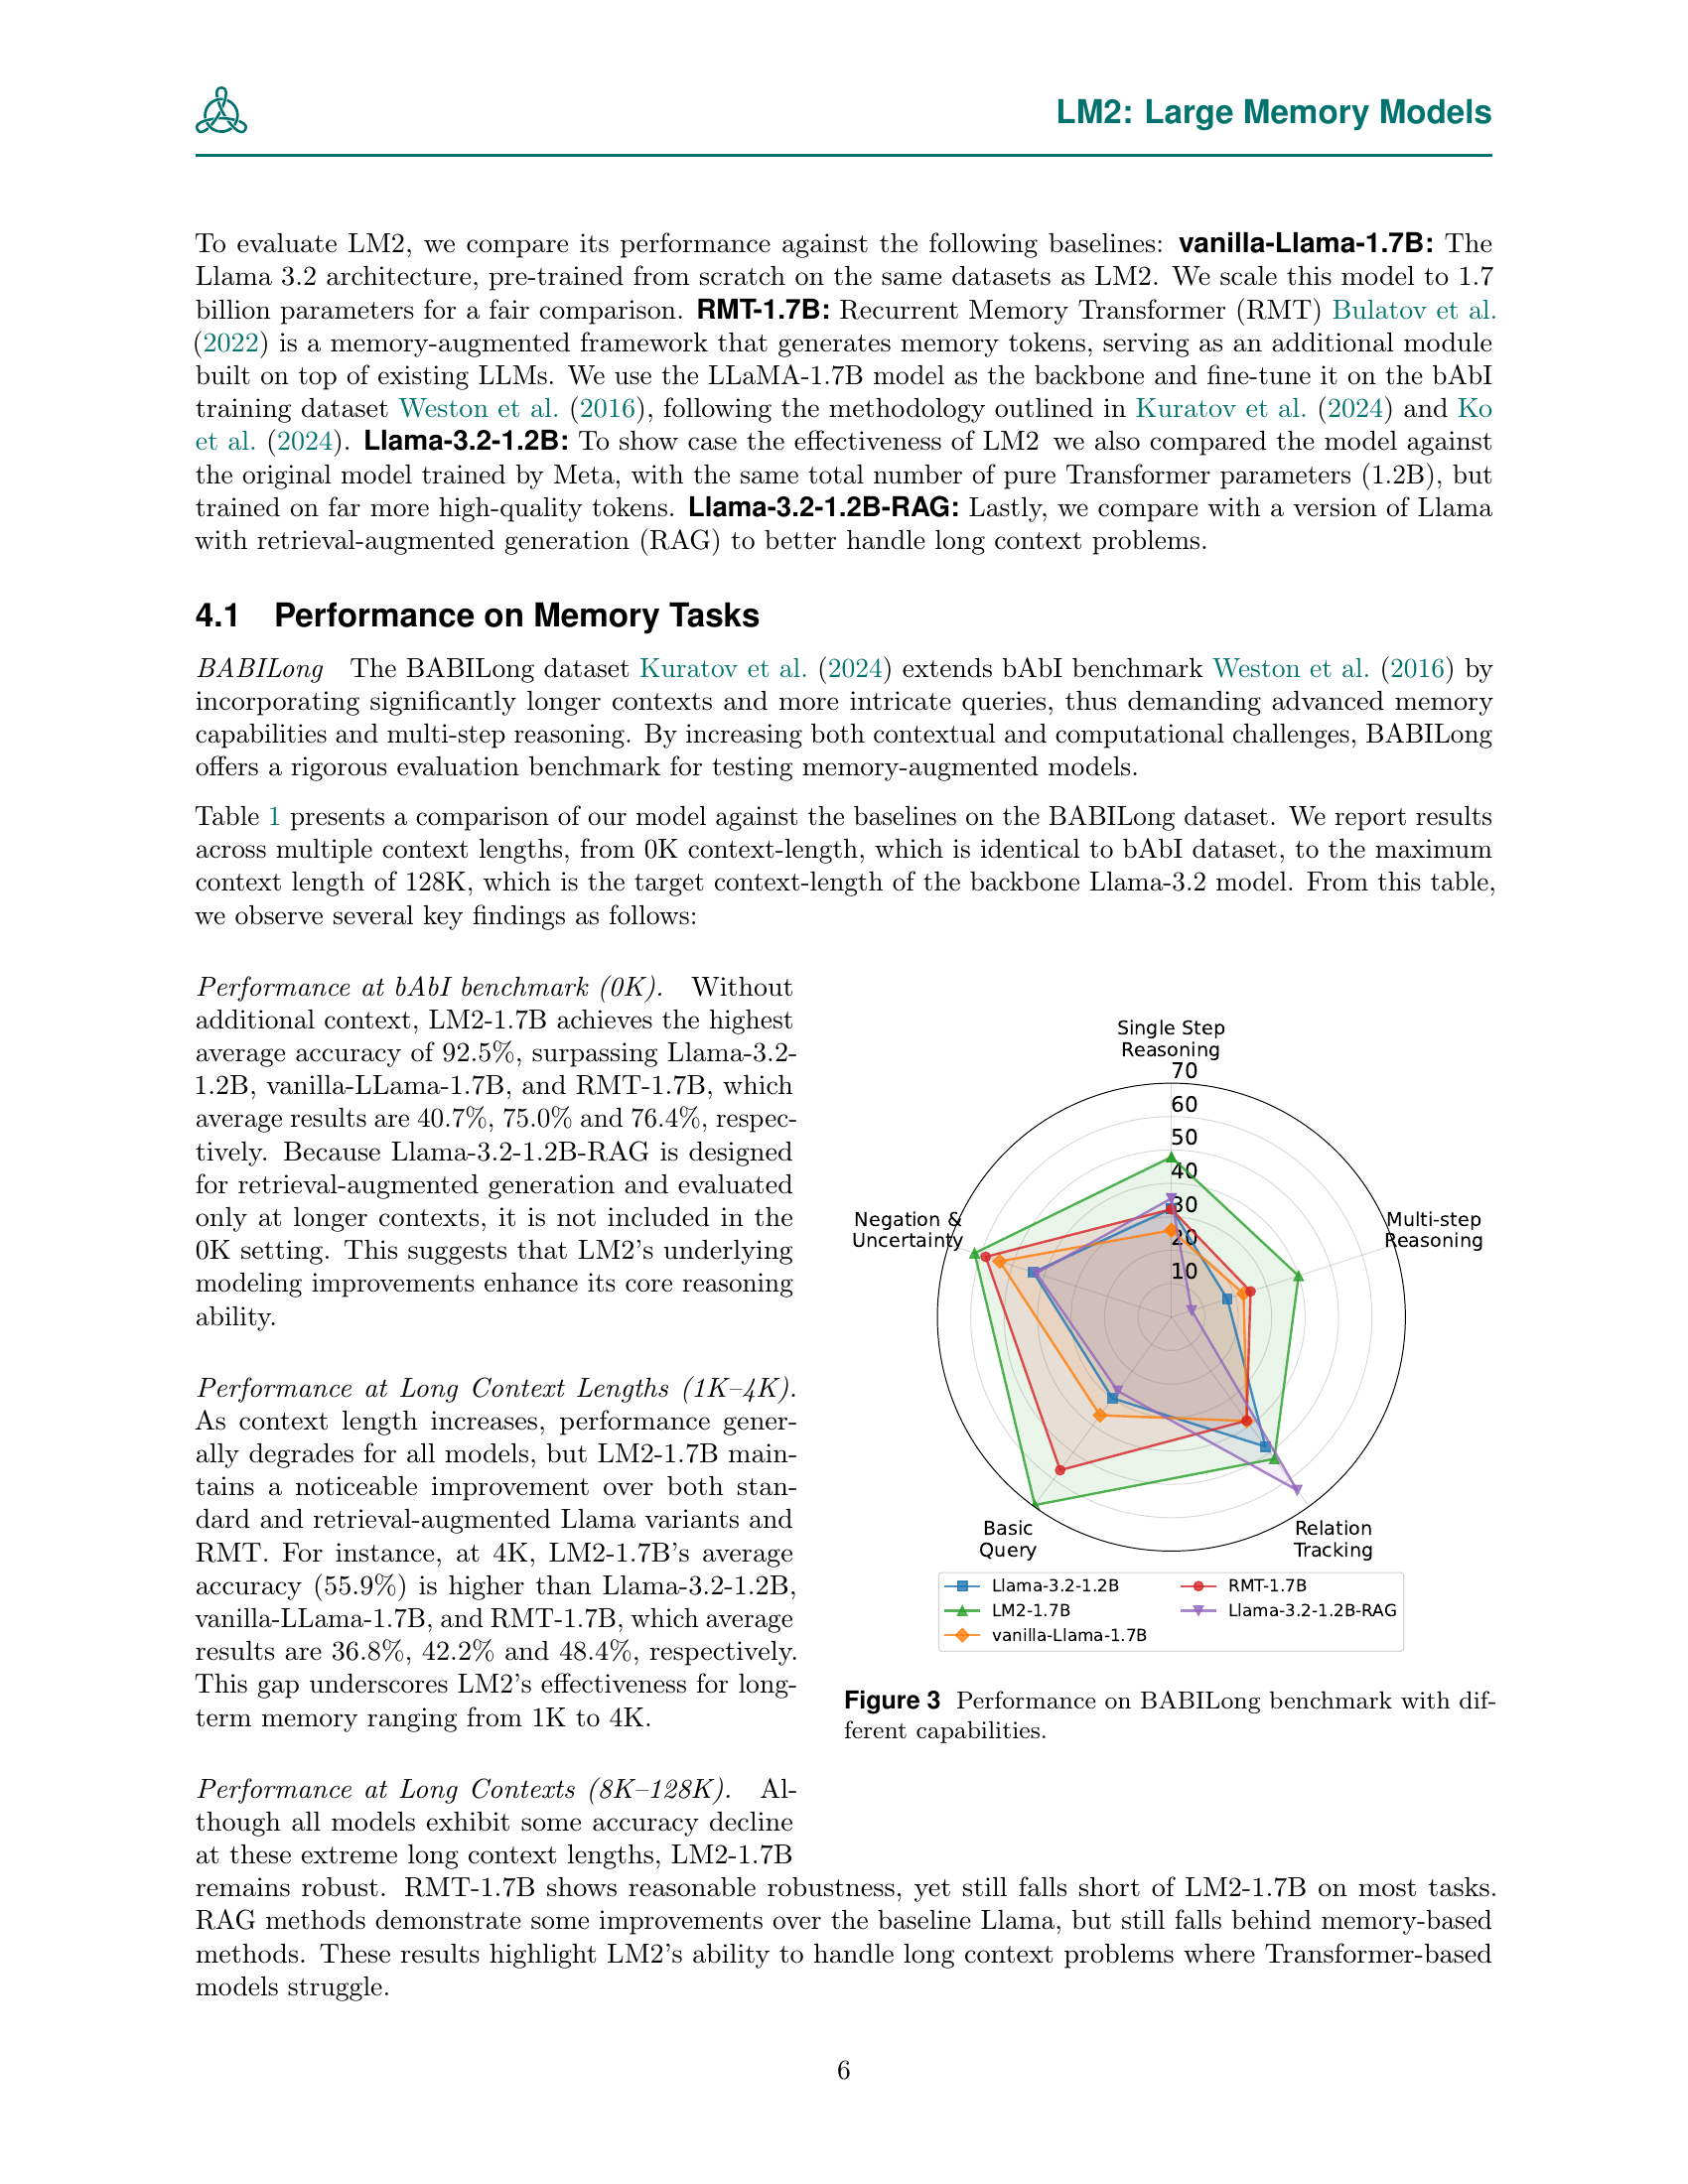 LM2: Large Memory Models
To evaluate LM2, we compare its performance against the following baselines: vanilla-Llama-1.7B: The
Llama 3.2 architecture, pre-trained from scratch on the same datasets as LM2. We scale this model to 1.7
billion parameters for a fair comparison. RMT-1.7B: Recurrent Memory Transformer (RMT) Bulatov et al.
(2022) is a memory-augmented framework that generates memory tokens, serving as an additional module
built on top of existing LLMs. We use the LLaMA-1.7B model as the backbone and fine-tune it on the bAbI
training dataset Weston et al. (2016), following the methodology outlined in Kuratov et al. (2024) and Ko
et al. (2024). Llama-3.2-1.2B: To show case the effectiveness of LM2 we also compared the model against
the original model trained by Meta, with the same total number of pure Transformer parameters (1.2B), but
trained on far more high-quality tokens. Llama-3.2-1.2B-RAG: Lastly, we compare with a version of Llama
with retrieval-augmented generation (RAG) to better handle long context problems.
4.1 Performance on Memory Tasks
BABILong The BABILong dataset Kuratov et al. (2024) extends bAbI benchmark Weston et al. (2016) by
incorporating significantly longer contexts and more intricate queries, thus demanding advanced memory
capabilities and multi-step reasoning. By increasing both contextual and computational challenges, BABILong
offers a rigorous evaluation benchmark for testing memory-augmented models.
Table 1 presents a comparison of our model against the baselines on the BABILong dataset. We report results
across multiple context lengths, from 0K context-length, which is identical to bAbI dataset, to the maximum
context length of 128K, which is the target context-length of the backbone Llama-3.2 model. From this table,
we observe several key findings as follows:
Performance at bAbI benchmark (0K). Without
additional context, LM2-1.7B achieves the highest
average accuracy of 92.5%, surpassing Llama-3.2-
1.2B, vanilla-LLama-1.7B, and RMT-1.7B, which
average results are 40.7%, 75.0% and 76.4%, respec-
tively. Because Llama-3.2-1.2B-RAG is designed
for retrieval-augmented generation and evaluated
only at longer contexts, it is not included in the
0K setting. This suggests that LM2's underlying
modeling improvements enhance its core reasoning
ability.
Performance at Long Context Lengths (1K–4K).
As context length increases, performance gener-
ally degrades for all models, but LM2-1.7B main-
tains a noticeable improvement over both stan-
dard and retrieval-augmented Llama variants and
RMT. For instance, at 4K, LM2-1.7B's average
accuracy (55.9%) is higher than Llama-3.2-1.2B,
vanilla-LLama-1.7B, and RMT-1.7B, which average
results are 36.8%, 42.2% and 48.4%, respectively.
This gap underscores LM2's effectiveness for long-
term memory ranging from 1K to 4K.
Single Step
Reasoning
70
60
50
40
30
20
10
Negation &
Uncertainty
Multi-step
Reasoning
Basic
Query
Relation
Tracking
Llama-3.2-1.2B
LM2-1.7B
vanilla-Llama-1.7B
RMT-1.7B
Llama-3.2-1.2B-RAG
Figure 3 Performance on BABILong benchmark with dif-
ferent capabilities.
Performance at Long Contexts (8K–128K). Al-
though all models exhibit some accuracy decline
at these extreme long context lengths, LM2-1.7B
remains robust. RMT-1.7B shows reasonable robustness, yet still falls short of LM2-1.7B on most tasks.
RAG methods demonstrate some improvements over the baseline Llama, but still falls behind memory-based
methods. These results highlight LM2's ability to handle long context problems where Transformer-based
models struggle.
6